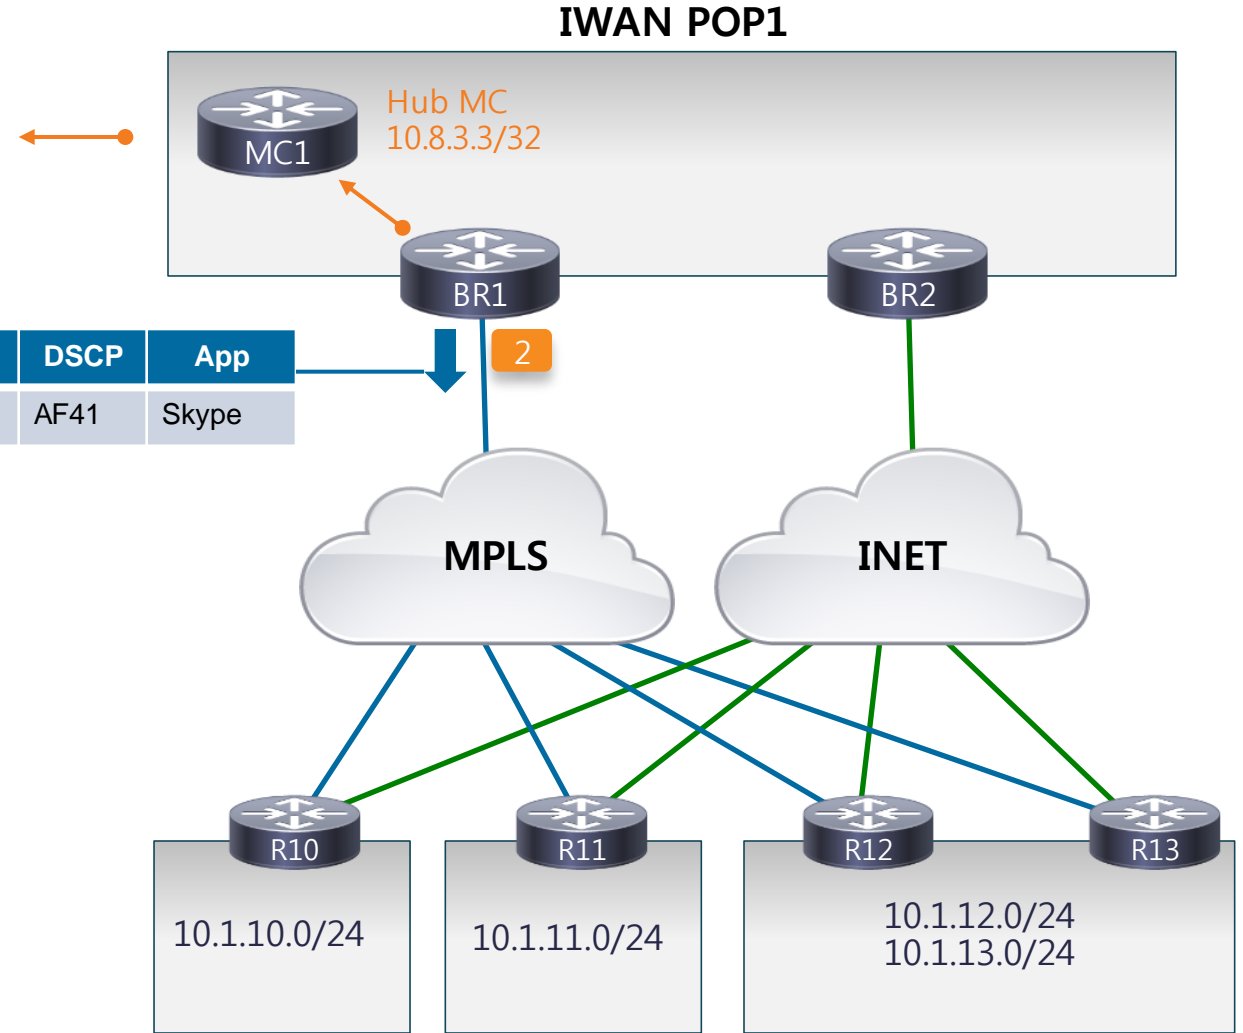 IWAN POP1
Hub MC
10.8.3.3/32
MC1
BR1
BR2
2
DSCP App
AF41 Skype
MPLS
INET
R10
R11
R12
R13
10.1.10.0/24
10.1.11.0/24
10.1.12.0/24
10.1.13.0/24